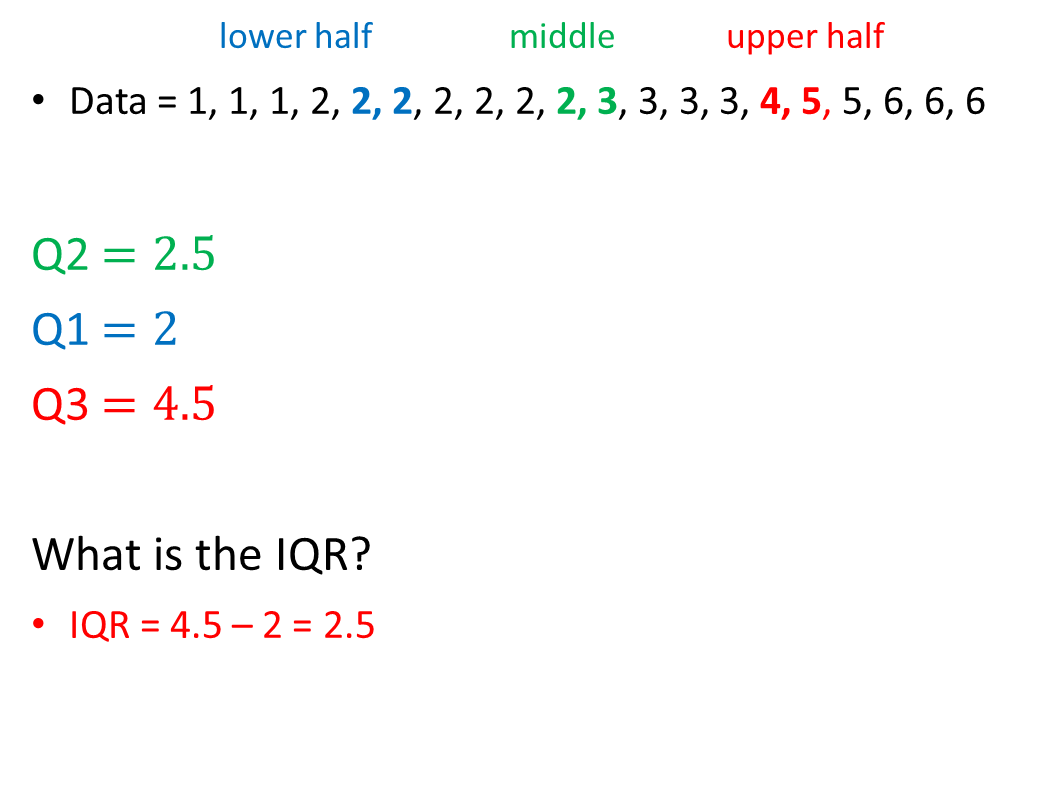 lower half middle upper half
• Data = 1, 1, 1, 2, 2, 2, 2, 2, 2, 2, 3, 3, 3, 3, 4, 5, 5, 6, 6, 6
Q2 = 2.5
Q1 = 2
Q3 = 4.5
What is the IQR?
• IQR = 4.5 – 2 = 2.5